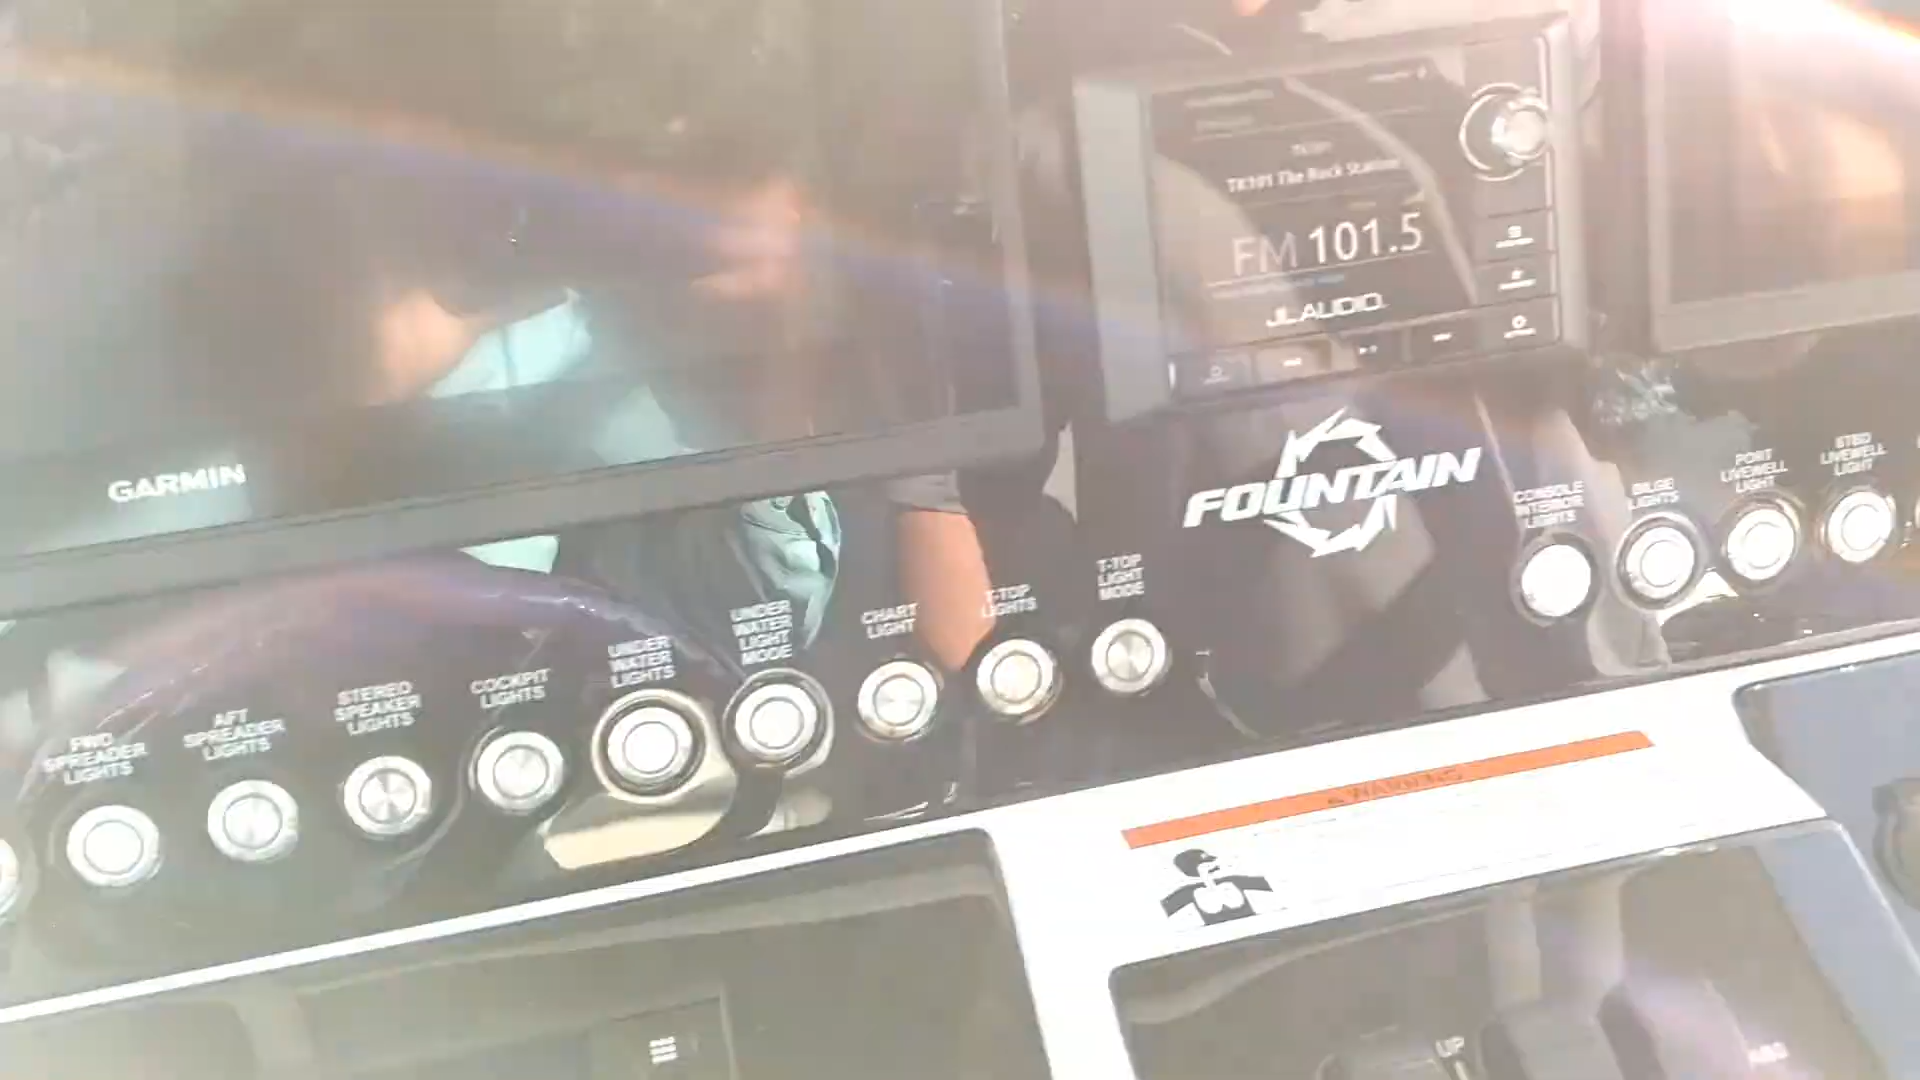 TK101 The Rock Station
FM 101.5
JL AUDIO
GARMIN
FOUNTAIN
FWD
SPREADER
LIGHTS
AFT
SPREADER
LIGHTS
STEREO
SPEAKER
LIGHTS
COCKPIT
LIGHTS
UNDER
WATER
LIGHTS
UNDER
WATER
LIGHT
MODE
CHART
LIGHT
T-TOP
LIGHTS
T-TOP
LIGHT
MODE
CONSOLE
INTERIOR
LIGHTS
BILGE
LIGHTS
PORT
LIVEWELL
LIGHT
STBD
LIVEWELL
LIGHT
WARNING
UP